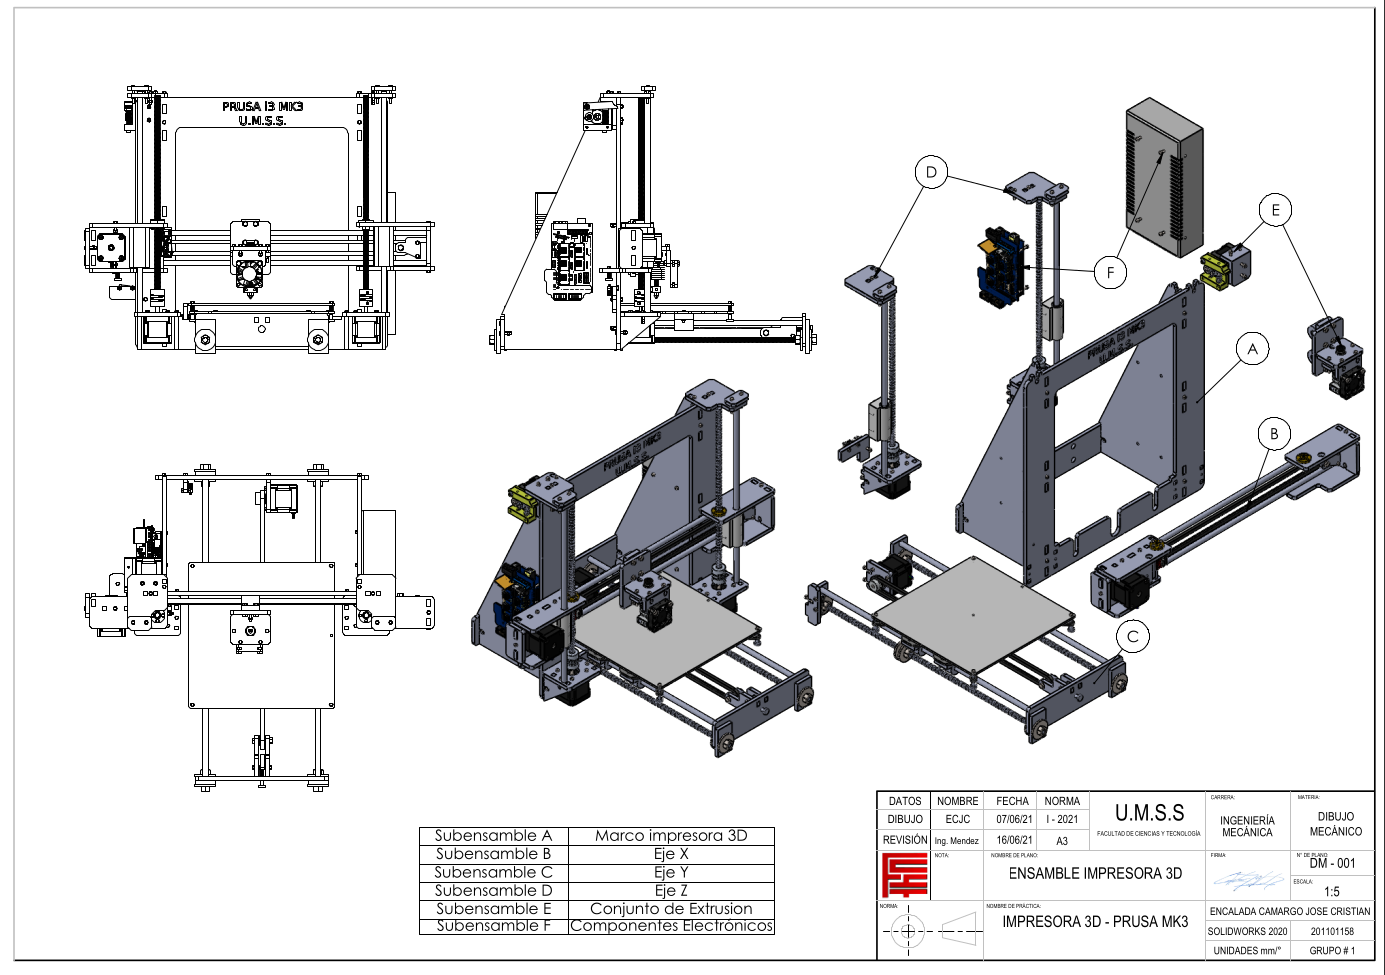 PRUSA i3 MK3
U.M.S.S.
D
E
F
PRUSA i3 MK3
U.M.S.S.
A
B
PRUSA i3 MK3
U.M.S.S.
C
Subensamble A Marco impresora 3D
Subensamble B Eje X
Subensamble C Eje Y
Subensamble D Eje Z
Subensamble E Conjunto de Extrusion
Subensamble F Componentes Electrónicos
DATOS NOMBRE FECHA NORMA
DIBUJO ECJC 07/06/21 I - 2021
REVISIÓN Ing. Mendez 16/06/21 A3
U.M.S.S
FACULTAD DE CIENCIAS Y TECNOLOGÍA
CARRERA:
INGENIERÍA
MECÁNICA
MATERIA:
DIBUJO
MECÁNICO
NOTA:
NOMBRE DE PLANO:
ENSAMBLE IMPRESORA 3D
FIRMA
N° DE PLANO
DM - 001
ESCALA:
1:5
NORMA:
NOMBRE DE PRÁCTICA:
IMPRESORA 3D - PRUSA MK3
ENCALADA CAMARGO JOSE CRISTIAN
SOLIDWORKS 2020 201101158
UNIDADES mm/° GRUPO # 1